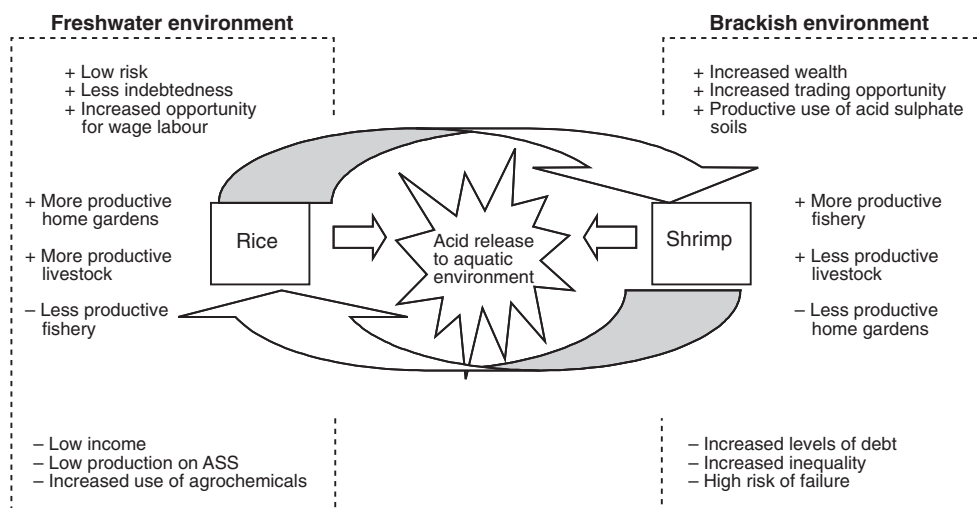 Freshwater environment
+ Low risk
+ Less indebtedness
+ Increased opportunity
for wage labour
+ More productive
home gardens
+ More productive
livestock
– Less productive
fishery
– Low income
– Low production on ASS
– Increased use of agrochemicals
Rice
Acid release
to aquatic
environment
Shrimp
Brackish environment
+ Increased wealth
+ Increased trading opportunity
+ Productive use of acid sulphate
soils
+ More productive
fishery
+ Less productive
livestock
– Less productive
home gardens
– Increased levels of debt
– Increased inequality
– High risk of failure